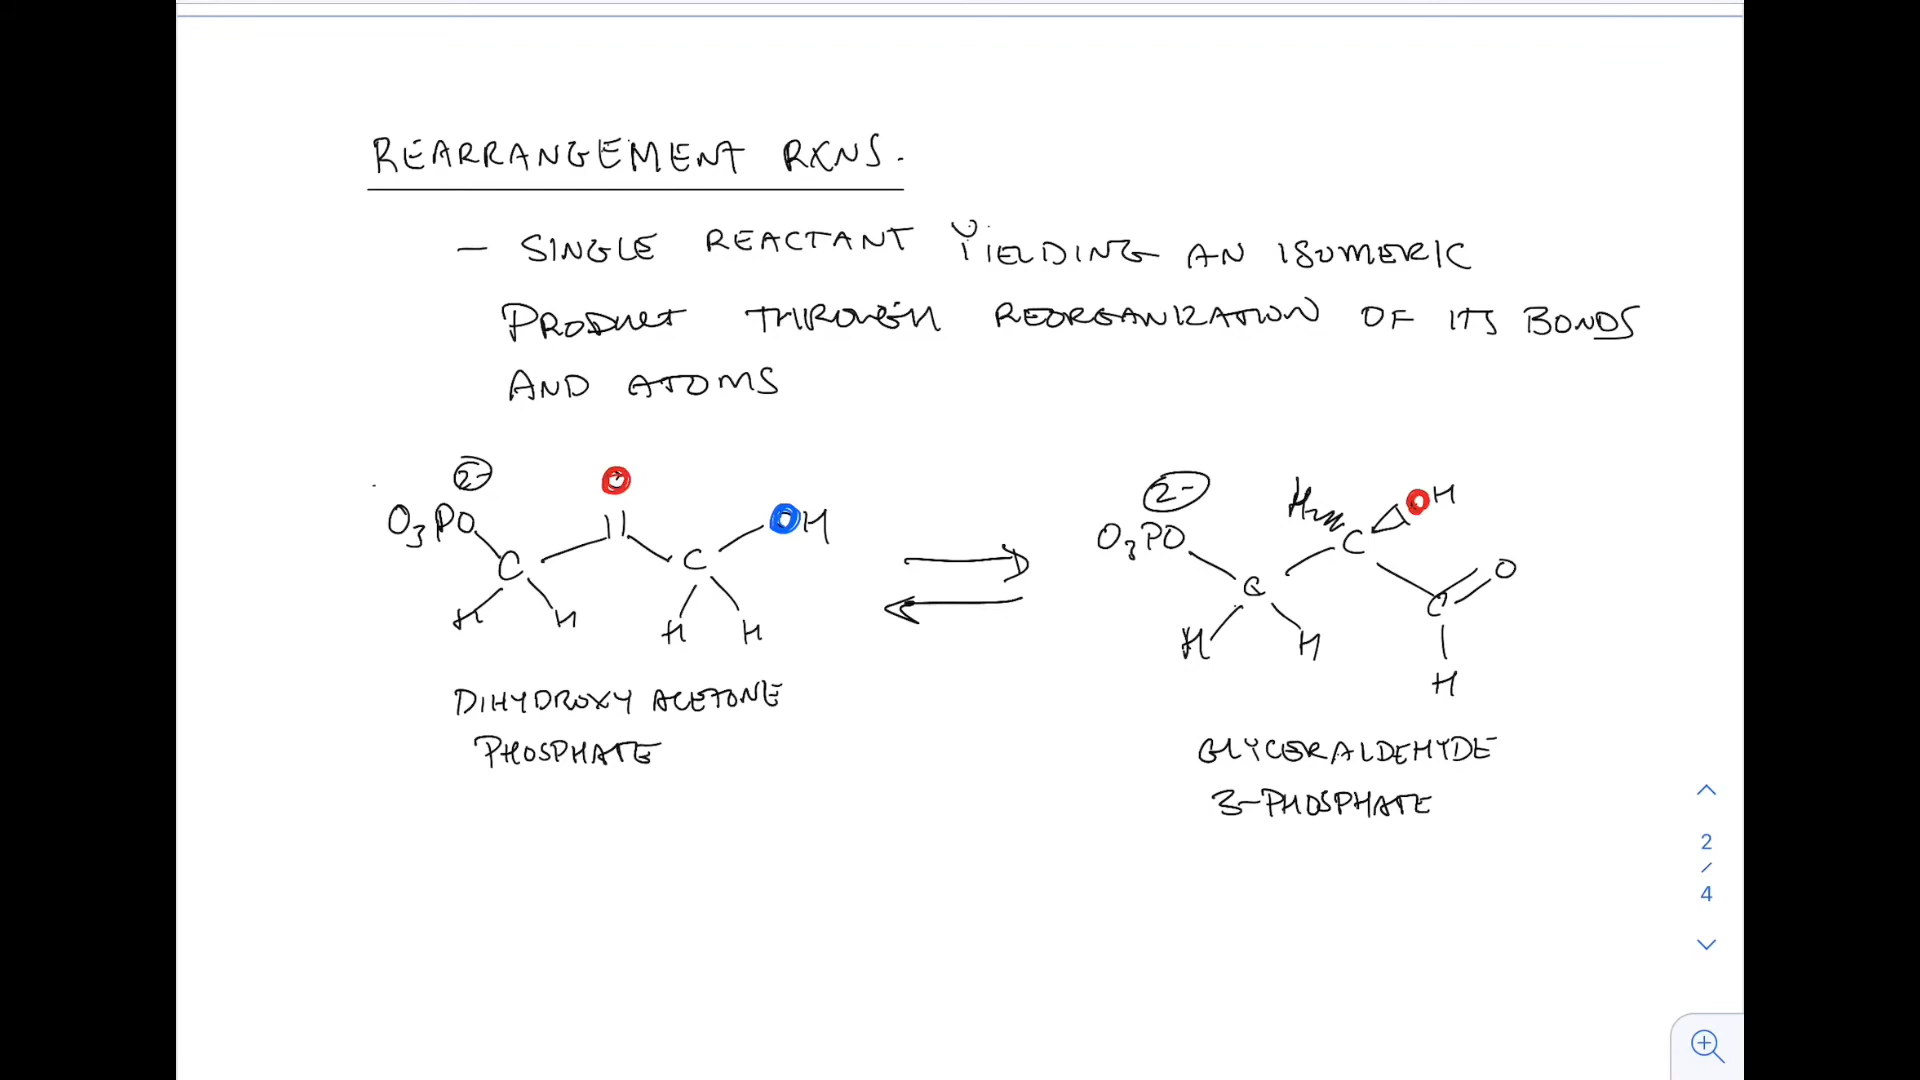 REARRANGEMENT RXNS.
- SINGLE REACTANT YIELDING AN ISOMERIC
PRODUCT THROUGH REORGANIZATION OF ITS BONDS
AND ATOMS
2-
O
O3PO
OH
C
C
H
H
H
H
DIHYDROXY ACETONE
PHOSPHATE
2-
H
OH
O3PO
C
O
C
C
H
H
H
GLYCERALDEHYDE
3-PHOSPHATE
2
/
4